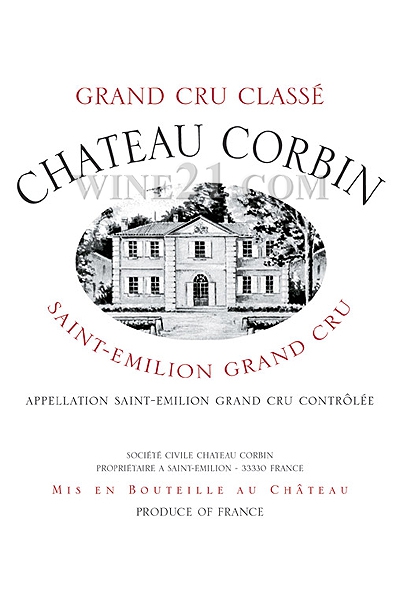 GRAND CRU CLASSÉ
CHATEAU CORBIN
WINE21.COM
SAINT-EMILION GRAND CRU
APPELLATION SAINT-EMILION GRAND CRU CONTRÔLÉE
SOCIÉTÉ CIVILE CHATEAU CORBIN
PROPRIÉTAIRE A SAINT-EMILION - 33330 FRANCE
MIS EN BOUTEILLE AU CHÂTEAU
PRODUCE OF FRANCE